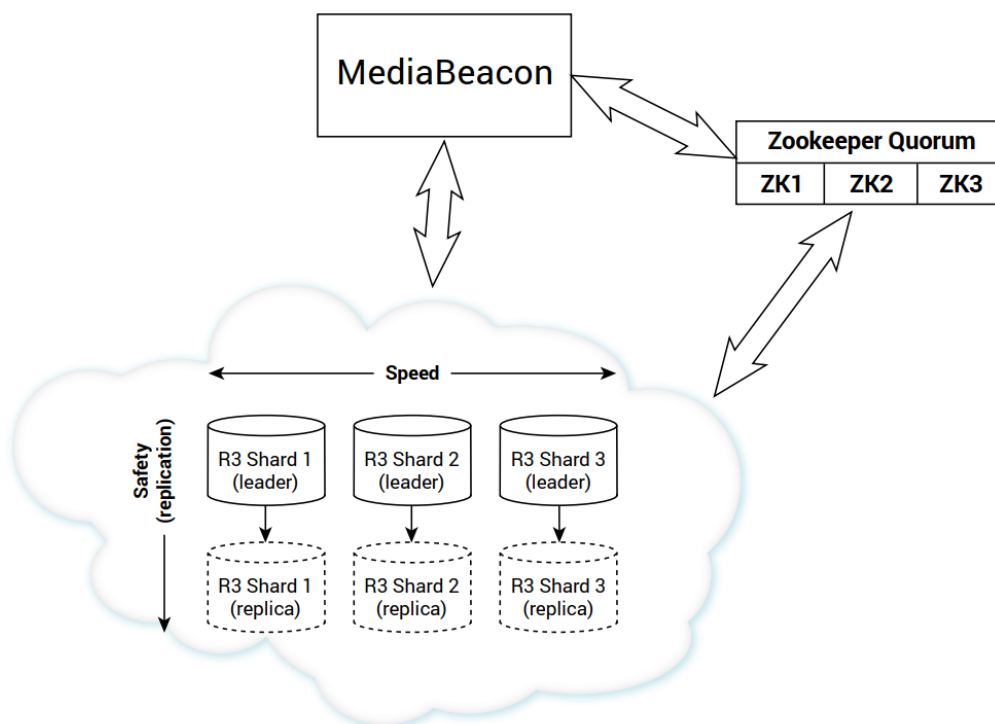 MediaBeacon
Zookeeper Quorum
ZK1 ZK2 ZK3
Speed
Safety
(replication)
R3 Shard 1
(leader)
R3 Shard 2
(leader)
R3 Shard 3
(leader)
R3 Shard 1
(replica)
R3 Shard 2
(replica)
R3 Shard 3
(replica)